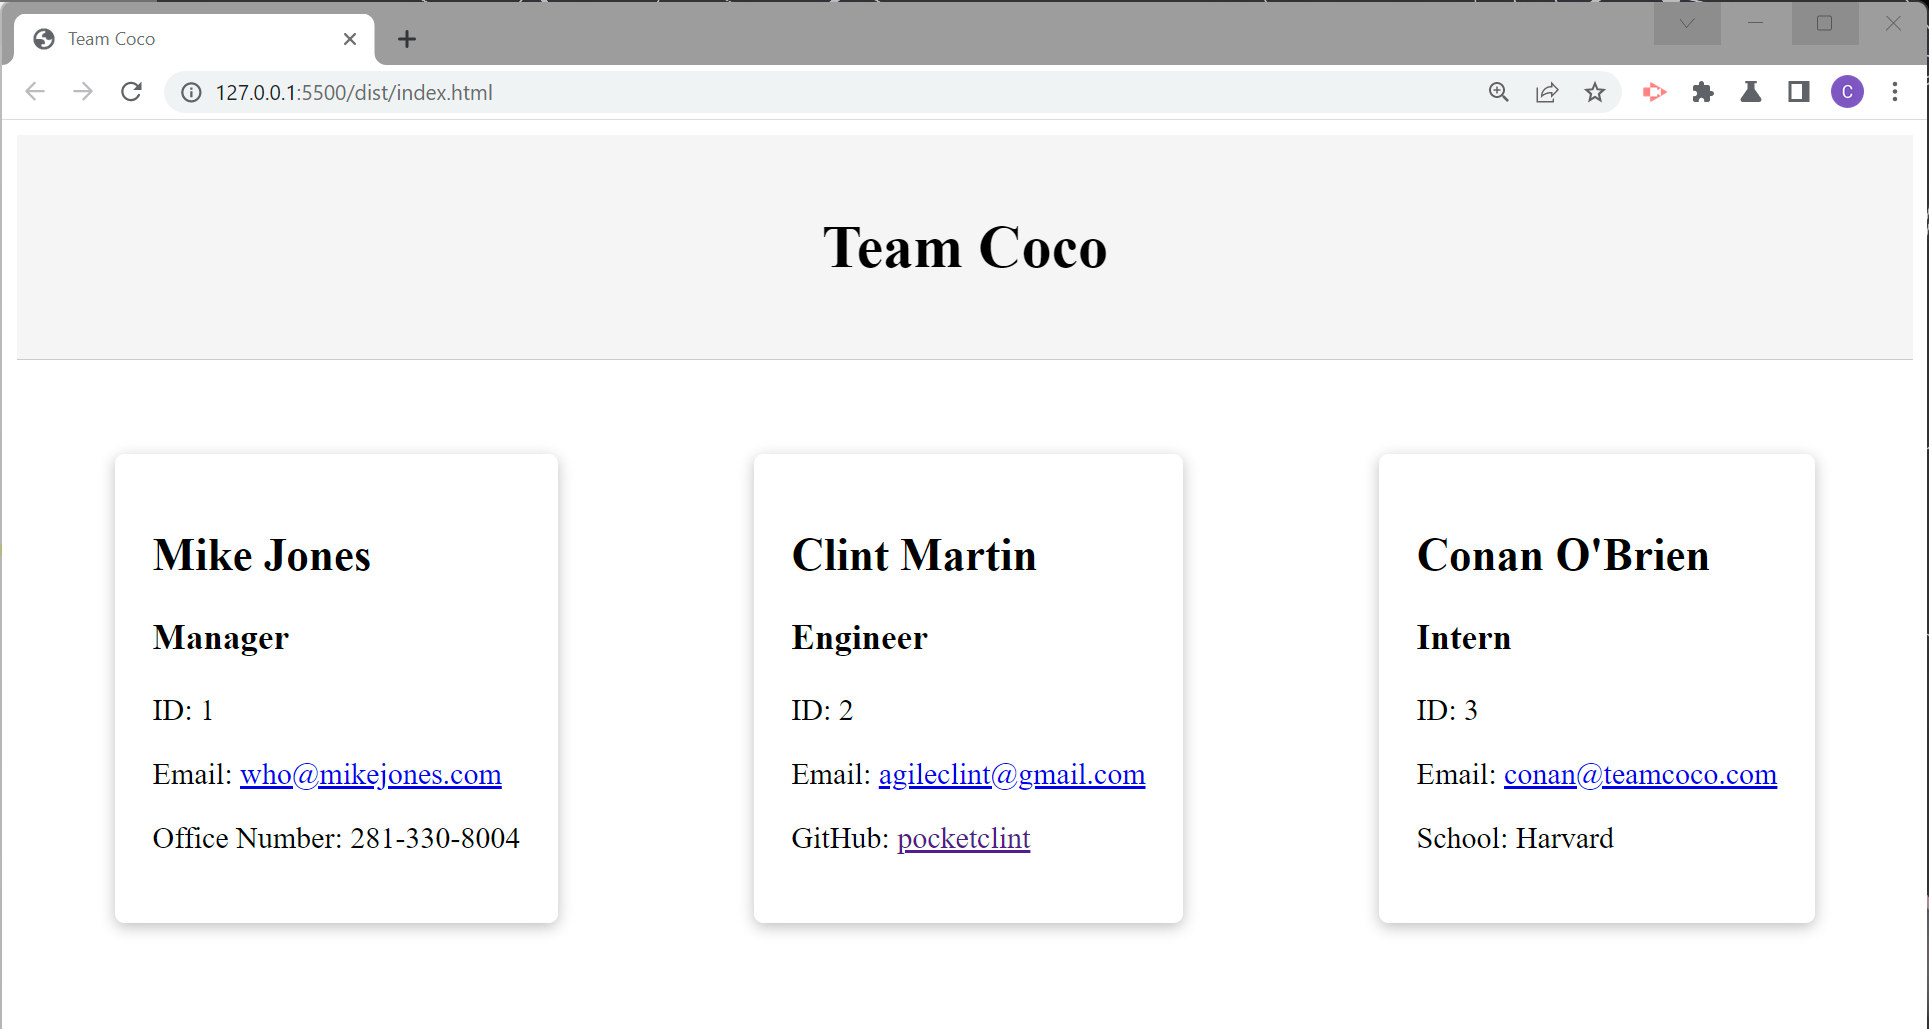 Team Coco
127.0.0.1:5500/dist/index.html
C
Team Coco
Mike Jones
Manager
ID: 1
Email: who@mikejones.com
Office Number: 281-330-8004
Clint Martin
Engineer
ID: 2
Email: agileclint@gmail.com
GitHub: pocketclint
Conan O'Brien
Intern
ID: 3
Email: conan@teamcoco.com
School: Harvard